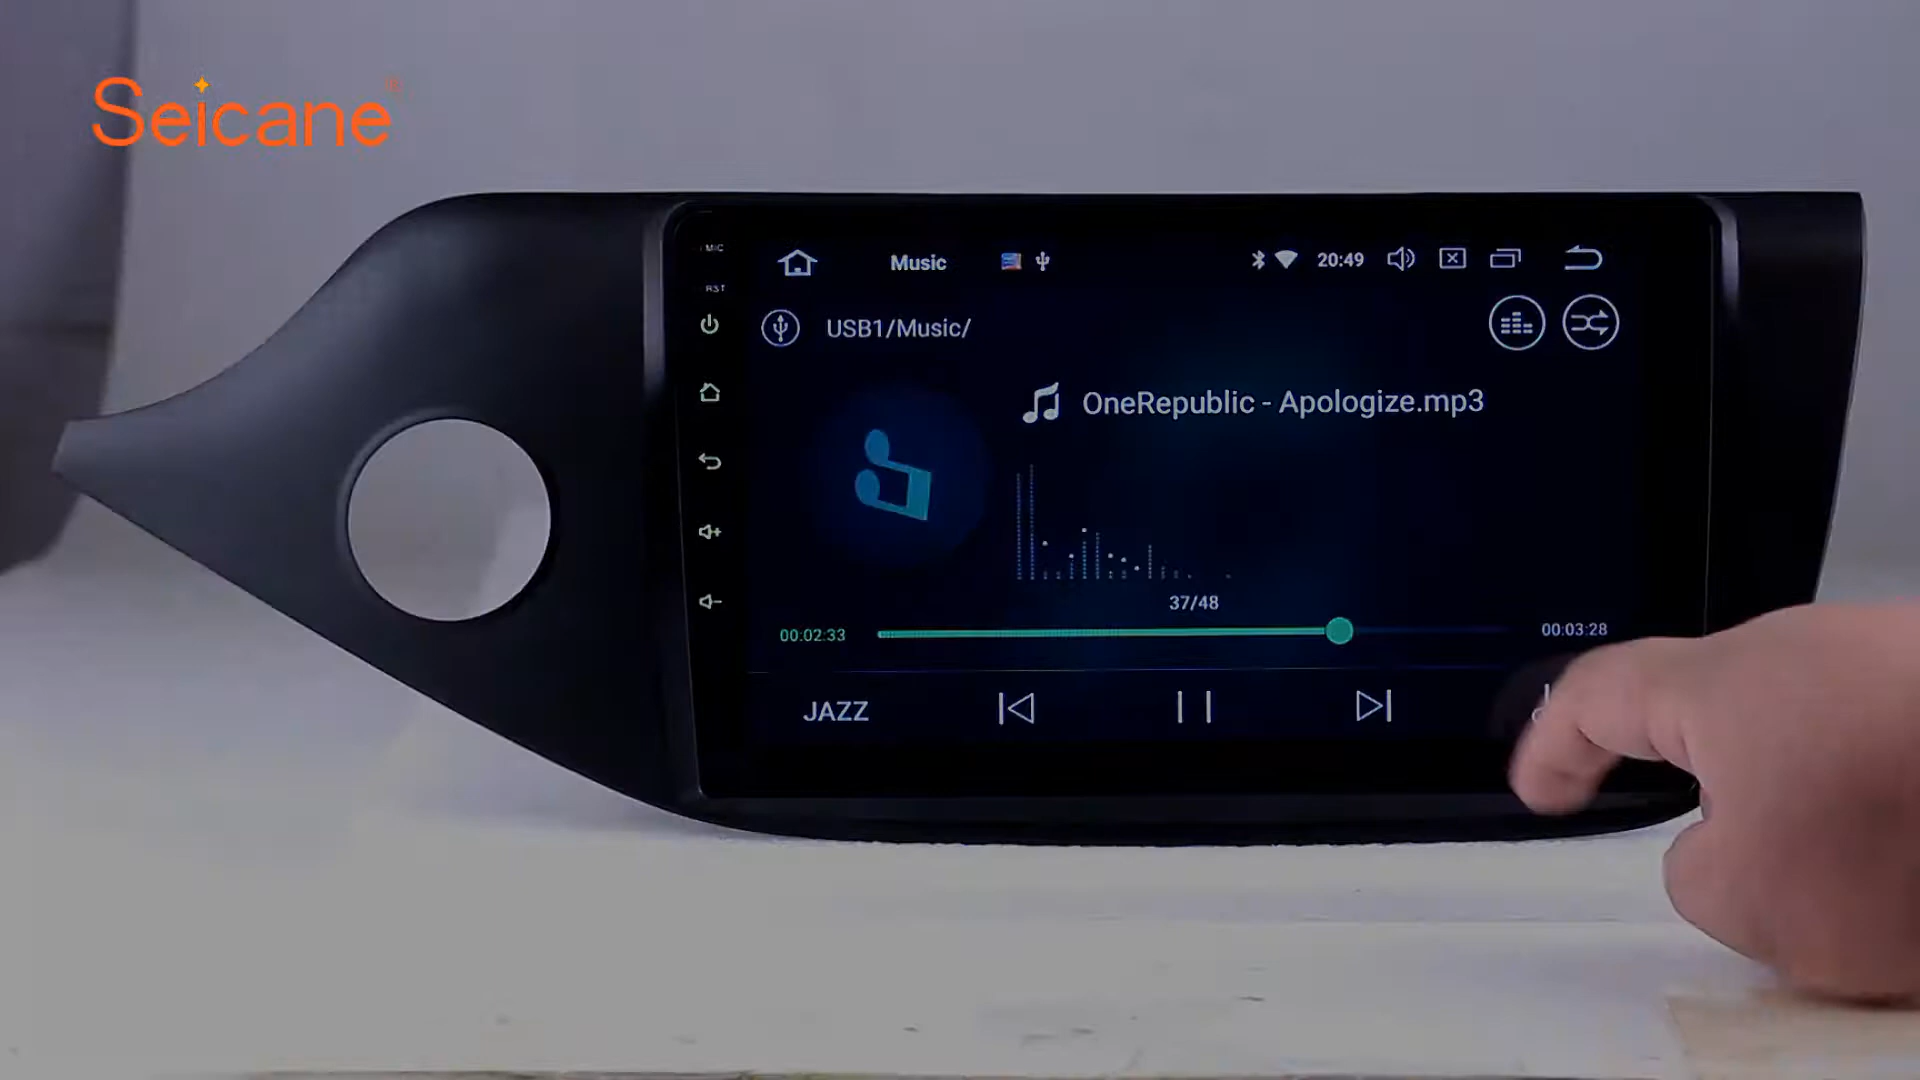 Seicane®
MIC
Music
20:49
RST
USB1/Music/
OneRepublic - Apologize.mp3
37/48
00:02:33
00:03:28
JAZZ